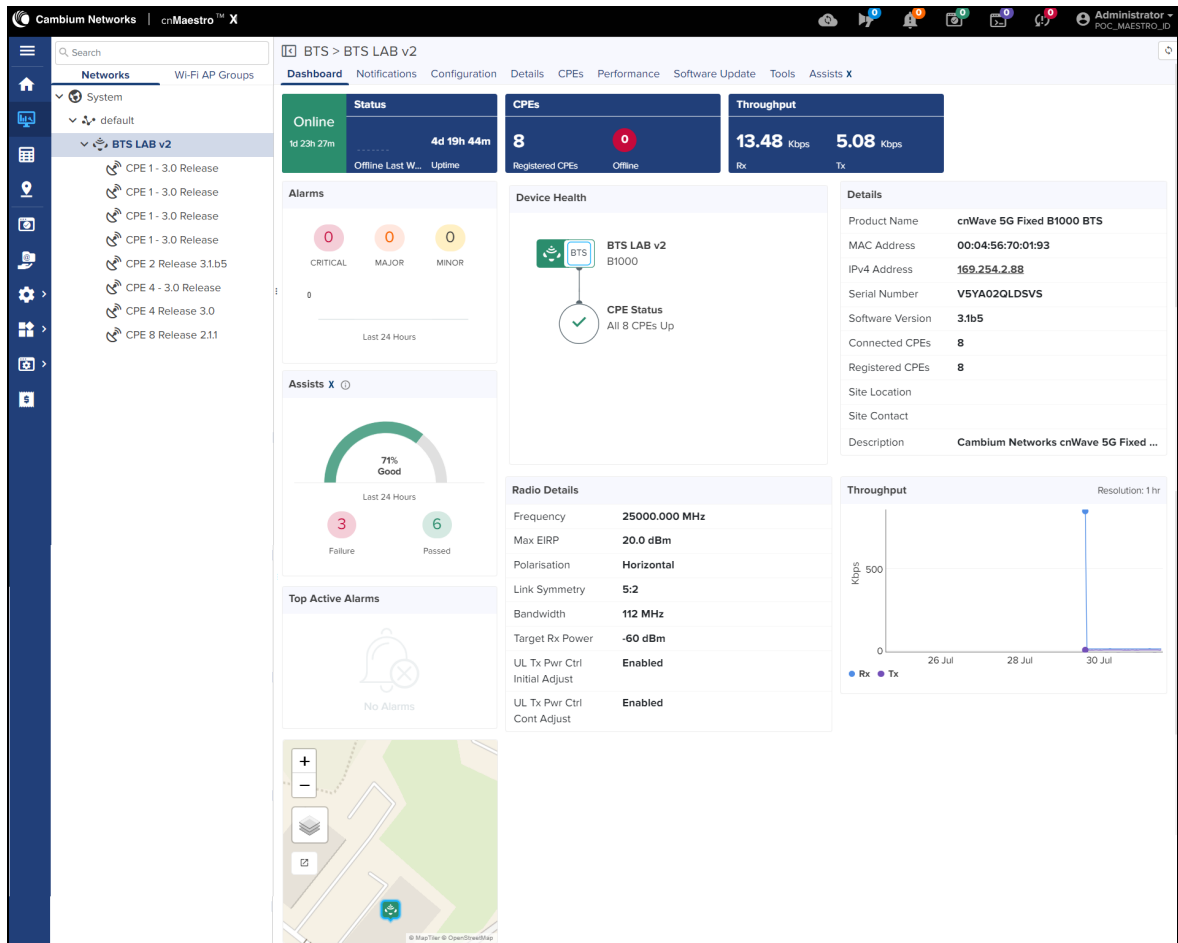 Cambium Networks | cnMaestro™ X
0 0 0 0 0
Administrator
POC_MAESTRO_ID
Search
Networks Wi-Fi AP Groups
System
default
BTS LAB v2
CPE 1 - 3.0 Release
CPE 1 - 3.0 Release
CPE 1 - 3.0 Release
CPE 1 - 3.0 Release
CPE 2 Release 3.1.b5
CPE 4 - 3.0 Release
CPE 4 Release 3.0
CPE 8 Release 2.1.1
BTS > BTS LAB v2
Dashboard Notifications Configuration Details CPEs Performance Software Update Tools Assists X
Online
1d 23h 27m
Status
4d 19h 44m
Offline Last W... Uptime
CPEs
8 0
Registered CPEs Offline
Throughput
13.48 Kbps 5.08 Kbps
Rx Tx
Alarms
0 0 0
CRITICAL MAJOR MINOR
0
Last 24 Hours
Device Health
BTS
BTS LAB v2
B1000
CPE Status
All 8 CPEs Up
Details
Product Name cnWave 5G Fixed B1000 BTS
MAC Address 00:04:56:70:01:93
IPv4 Address 169.254.2.88
Serial Number V5YA02QLDSVS
Software Version 3.1b5
Connected CPEs 8
Registered CPEs 8
Site Location
Site Contact
Description Cambium Networks cnWave 5G Fixed ...
Assists X
71%
Good
Last 24 Hours
3 6
Failure Passed
Radio Details
Frequency 25000.000 MHz
Max EIRP 20.0 dBm
Polarisation Horizontal
Link Symmetry 5:2
Bandwidth 112 MHz
Target Rx Power -60 dBm
UL Tx Pwr Ctrl Enabled
Initial Adjust
UL Tx Pwr Ctrl Enabled
Cont Adjust
Throughput Resolution: 1 hr
Kbps
500
0
26 Jul 28 Jul 30 Jul
Rx Tx
Top Active Alarms
No Alarms
+
−
© MapTiler © OpenStreetMap